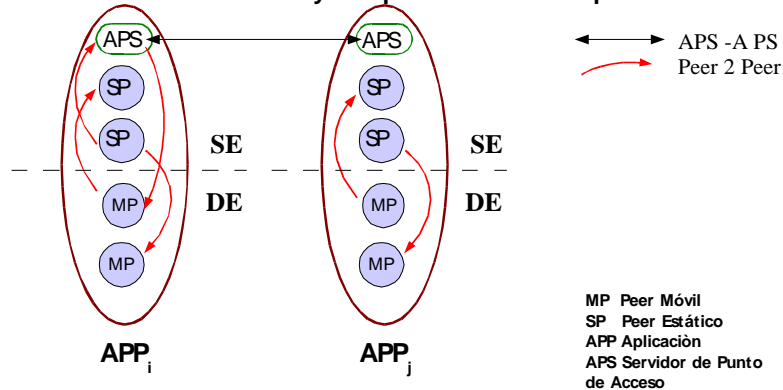 APS
APS
APS -A PS
Peer 2 Peer
SP
SP
SP
SP
SE
SE
DE
DE
MP
MP
MP
MP
APPi
APPj
MP Peer Móvil
SP Peer Estático
APP Aplicaciòn
APS Servidor de Punto
de Acceso